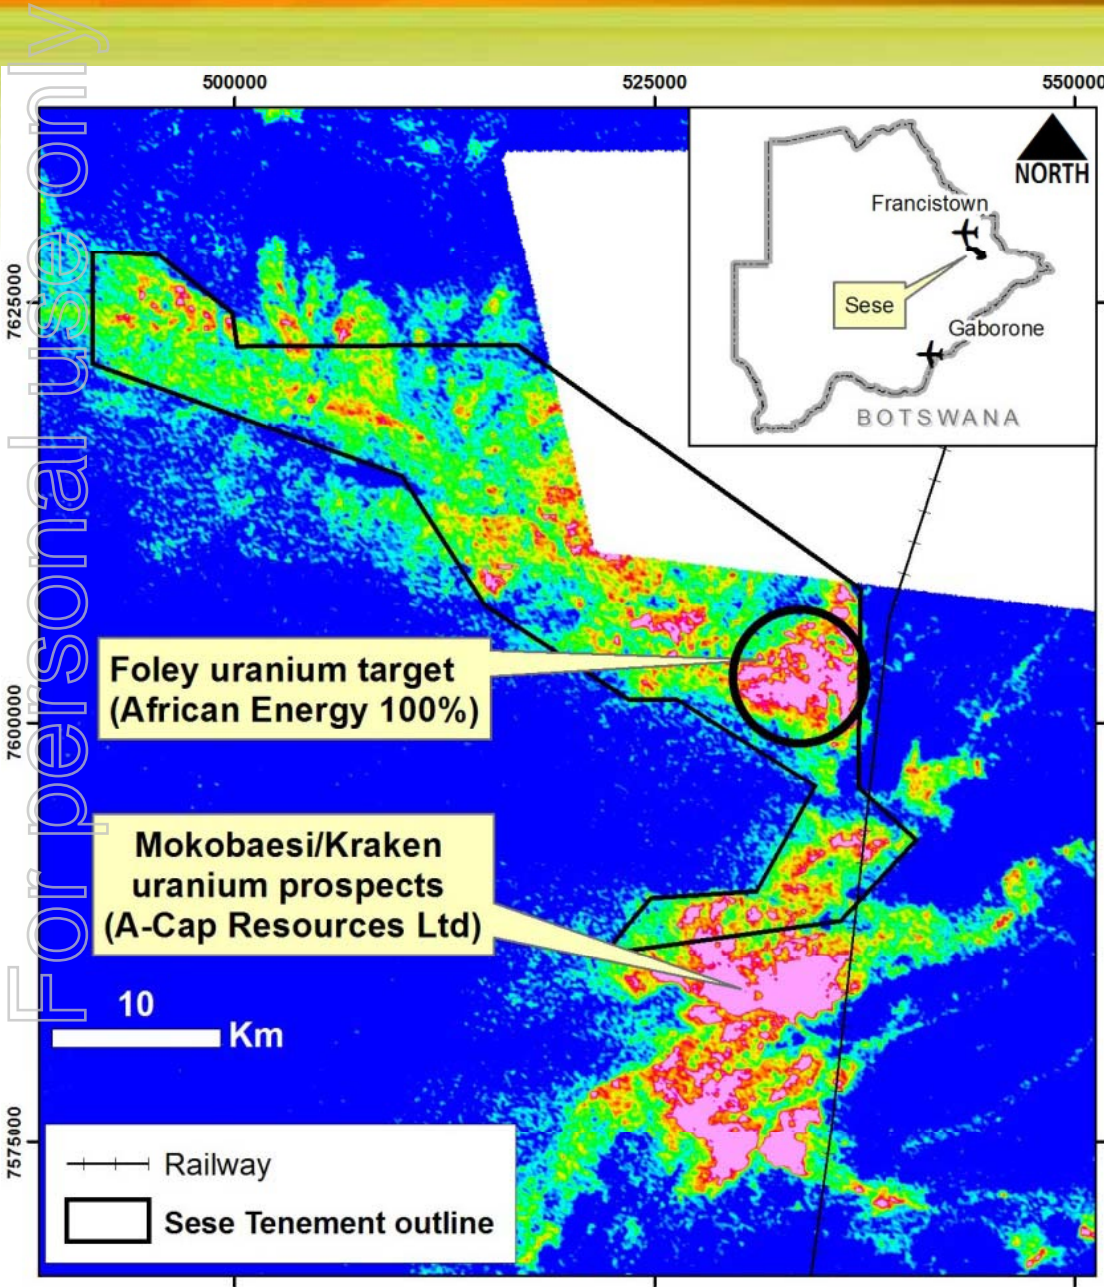 For personal use only
500000
525000
550000
7625000
7600000
7575000
NORTH
Francistown
Sese
Gaborone
BOTSWANA
Foley uranium target
(African Energy 100%)
Mokobaesi/Kraken
uranium prospects
(A-Cap Resources Ltd)
10
Km
Railway
Sese Tenement outline